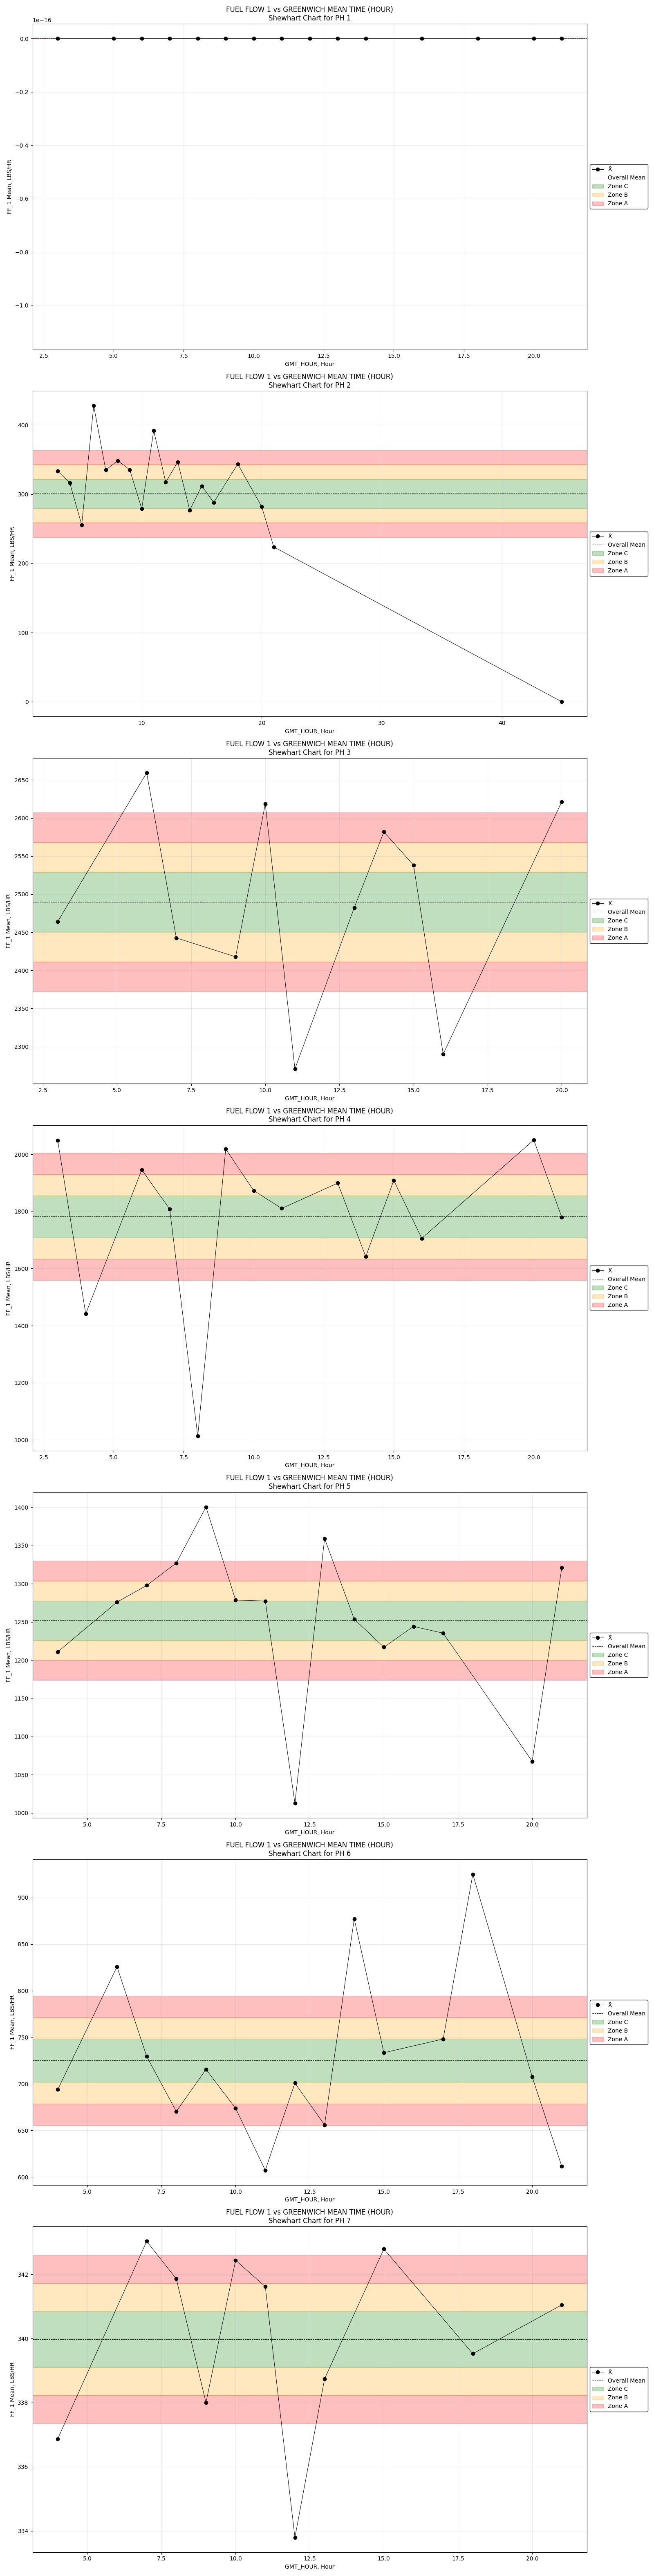 FUEL FLOW 1 vs GREENWICH MEAN TIME (HOUR)
Shewhart Chart for PH 1
1e−16
0.0
−0.2
−0.4
−0.6
−0.8
−1.0
FF_1 Mean, LBS/HR
2.5 5.0 7.5 10.0 12.5 15.0 17.5 20.0
GMT_HOUR, Hour
X̄
Overall Mean
Zone C
Zone B
Zone A
FUEL FLOW 1 vs GREENWICH MEAN TIME (HOUR)
Shewhart Chart for PH 2
400
300
200
100
0
FF_1 Mean, LBS/HR
10 20 30 40
GMT_HOUR, Hour
X̄
Overall Mean
Zone C
Zone B
Zone A
FUEL FLOW 1 vs GREENWICH MEAN TIME (HOUR)
Shewhart Chart for PH 3
2650
2600
2550
2500
2450
2400
2350
2300
FF_1 Mean, LBS/HR
2.5 5.0 7.5 10.0 12.5 15.0 17.5 20.0
GMT_HOUR, Hour
X̄
Overall Mean
Zone C
Zone B
Zone A
FUEL FLOW 1 vs GREENWICH MEAN TIME (HOUR)
Shewhart Chart for PH 4
2000
1800
1600
1400
1200
1000
FF_1 Mean, LBS/HR
2.5 5.0 7.5 10.0 12.5 15.0 17.5 20.0
GMT_HOUR, Hour
X̄
Overall Mean
Zone C
Zone B
Zone A
FUEL FLOW 1 vs GREENWICH MEAN TIME (HOUR)
Shewhart Chart for PH 5
1400
1350
1300
1250
1200
1150
1100
1050
1000
FF_1 Mean, LBS/HR
5.0 7.5 10.0 12.5 15.0 17.5 20.0
GMT_HOUR, Hour
X̄
Overall Mean
Zone C
Zone B
Zone A
FUEL FLOW 1 vs GREENWICH MEAN TIME (HOUR)
Shewhart Chart for PH 6
900
850
800
750
700
650
600
FF_1 Mean, LBS/HR
5.0 7.5 10.0 12.5 15.0 17.5 20.0
GMT_HOUR, Hour
X̄
Overall Mean
Zone C
Zone B
Zone A
FUEL FLOW 1 vs GREENWICH MEAN TIME (HOUR)
Shewhart Chart for PH 7
342
340
338
336
334
FF_1 Mean, LBS/HR
5.0 7.5 10.0 12.5 15.0 17.5 20.0
GMT_HOUR, Hour
X̄
Overall Mean
Zone C
Zone B
Zone A